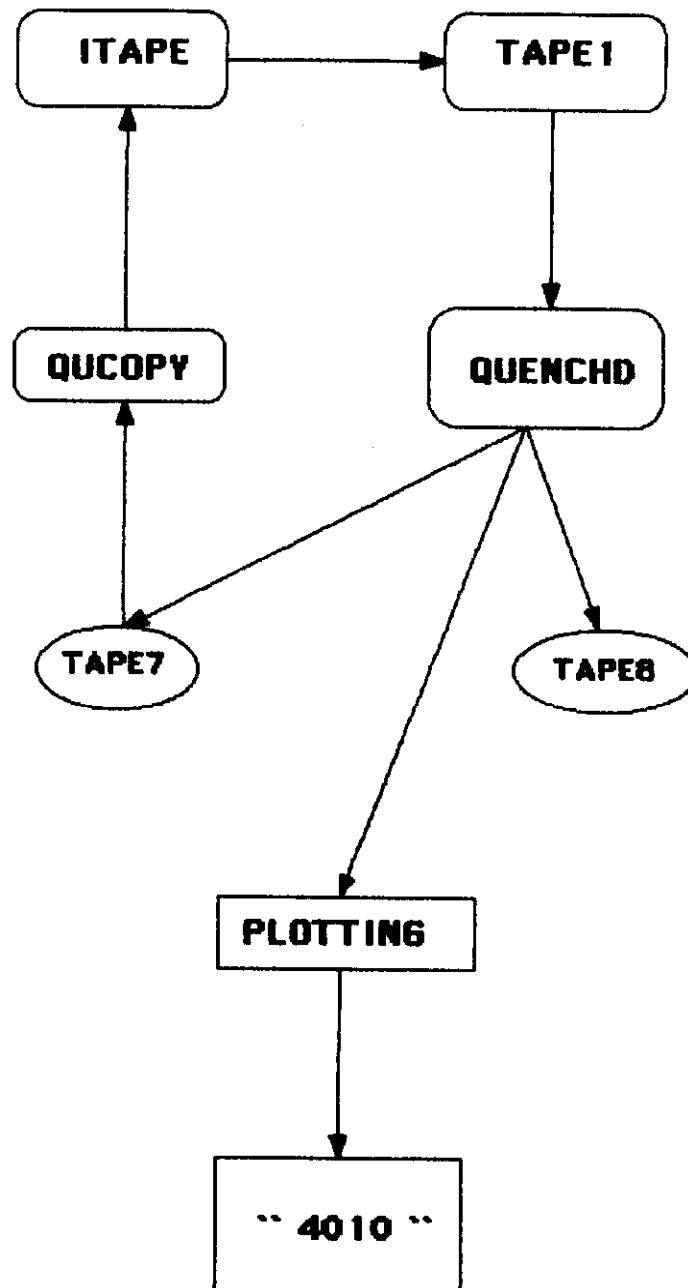 ITAPE
TAPE1
QUCOPY
QUENCHD
TAPE7
TAPE8
PLOTTING
`` 4010 ``